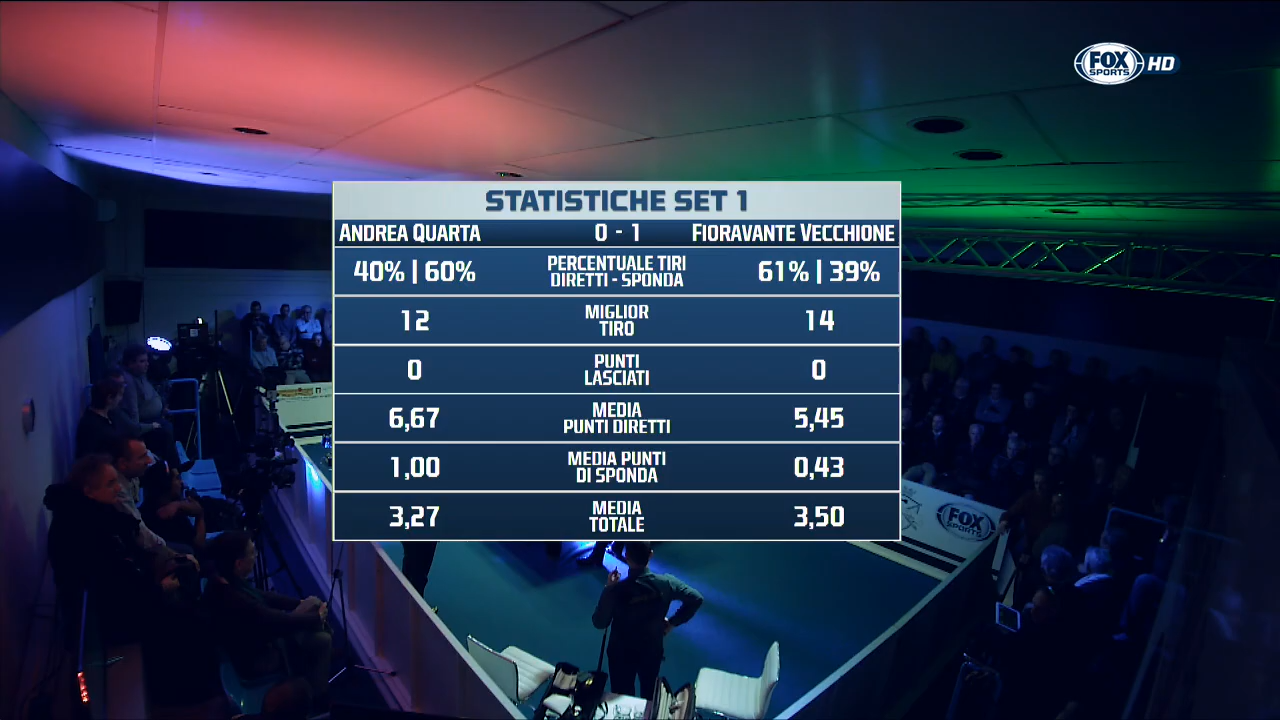 FOX
SPORTS
HD
STATISTICHE SET 1
ANDREA QUARTA 0 - 1 FIORAVANTE VECCHIONE
40% | 60% PERCENTUALE TIRI DIRETTI - SPONDA 61% | 39%
12 MIGLIOR TIRO 14
0 PUNTI LASCIATI 0
6,67 MEDIA PUNTI DIRETTI 5,45
1,00 MEDIA PUNTI DI SPONDA 0,43
3,27 MEDIA TOTALE 3,50
FOX
SPORTS